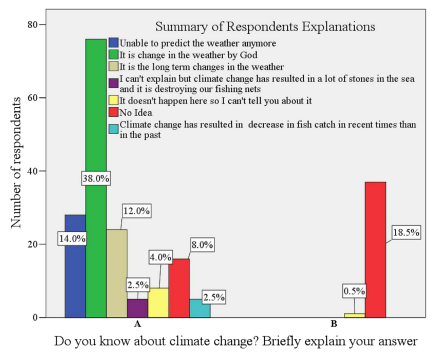 Summary of Respondents Explanations
Unable to predict the weather anymore
It is change in the weather by God
It is the long term changes in the weather
I can't explain but climate change has resulted in a lot of stones in the sea
and it is destroying our fishing nets
It doesn't happen here so I can't tell you about it
No Idea
Climate change has resulted in decrease in fish catch in recent times than
in the past
Number of respondents
80
60
40
20
0
14.0%
38.0%
12.0%
2.5%
4.0%
8.0%
2.5%
0.5%
18.5%
A
B
Do you know about climate change? Briefly explain your answer